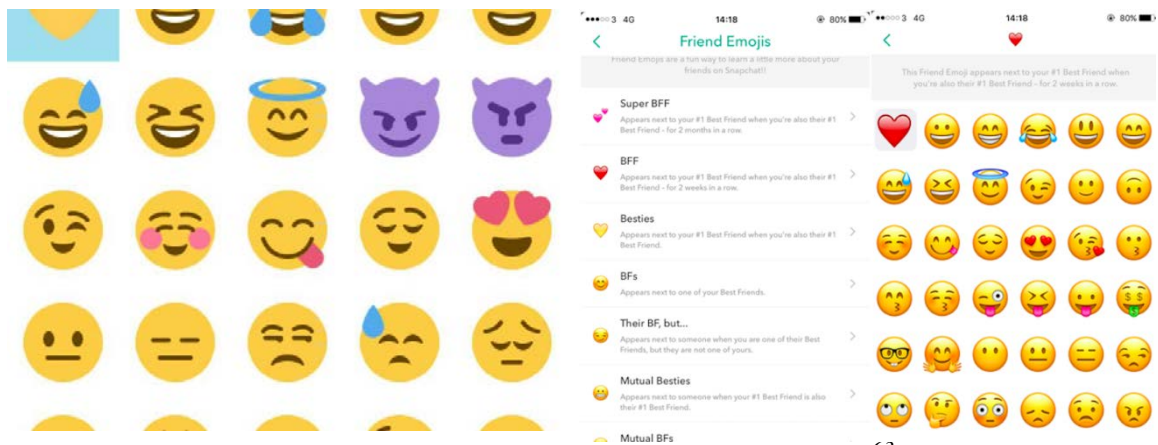 3 4G 14:18 80%
Friend Emojis
Friend Emojis are a fun way to learn a little more about your
friends on Snapchat!!
Super BFF
Appears next to your #1 Best Friend when you're also their #1
Best Friend - for 2 months in a row.
BFF
Appears next to your #1 Best Friend when you're also their #1
Best Friend - for 2 weeks in a row.
Besties
Appears next to your #1 Best Friend when you're also their #1
Best Friend.
BFs
Appears next to one of your Best Friends.
Their BF, but...
Appears next to someone when you are one of their Best
Friends, but they are not one of yours.
Mutual Besties
Appears next to someone when your #1 Best Friend is also
their #1 Best Friend.
Mutual BFs
3 4G 14:18 80%
This Friend Emoji appears next to your #1 Best Friend when
you're also their #1 Best Friend - for 2 weeks in a row.